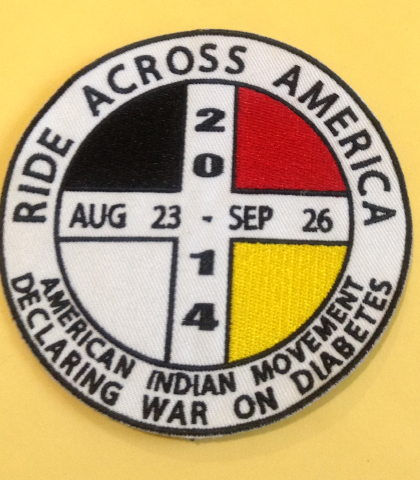 RIDE ACROSS AMERICA
20
AUG 23 - SEP 26
14
AMERICAN INDIAN MOVEMENT
DECLARING WAR ON DIABETES